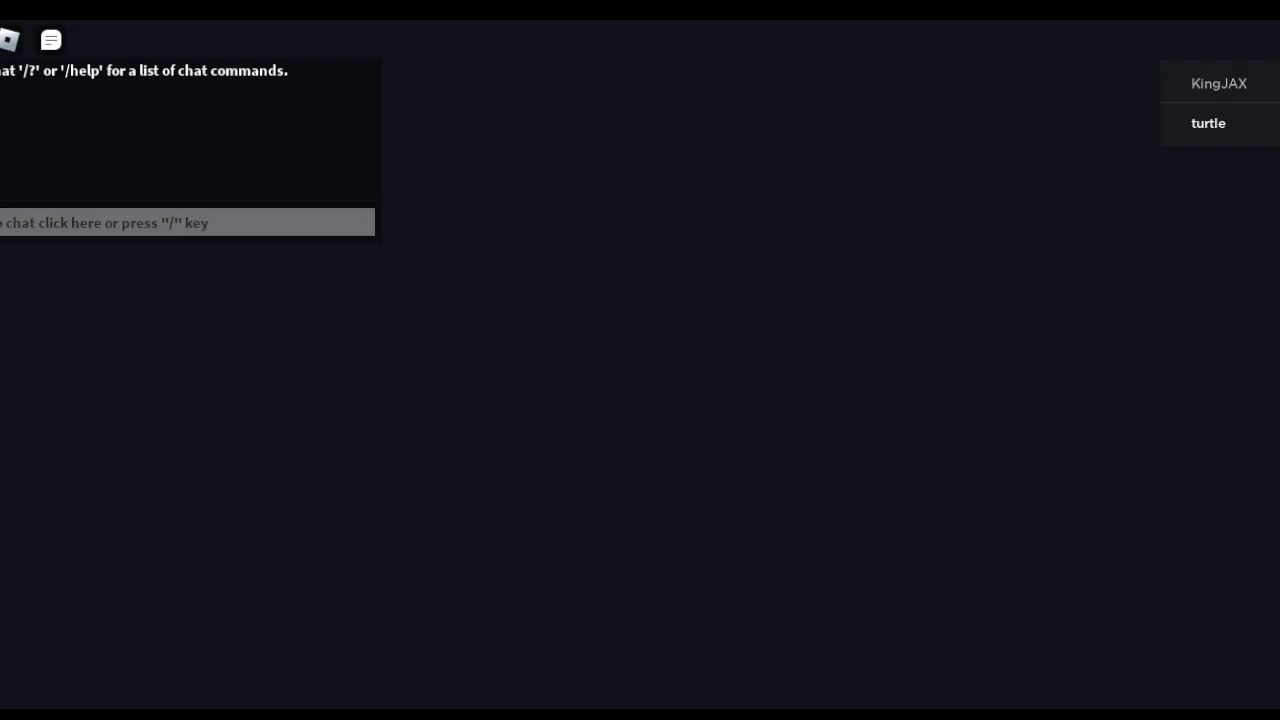 at '/?' or '/help' for a list of chat commands.
chat click here or press "/" key
KingJAX
turtle